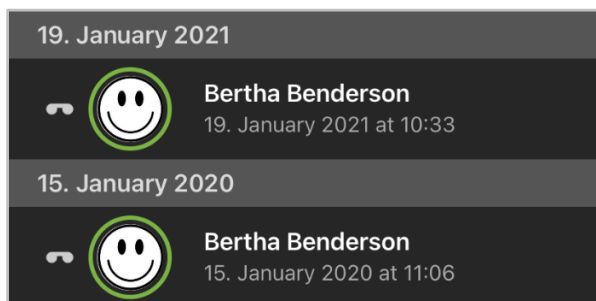 19. January 2021
Bertha Benderson
19. January 2021 at 10:33
15. January 2020
Bertha Benderson
15. January 2020 at 11:06